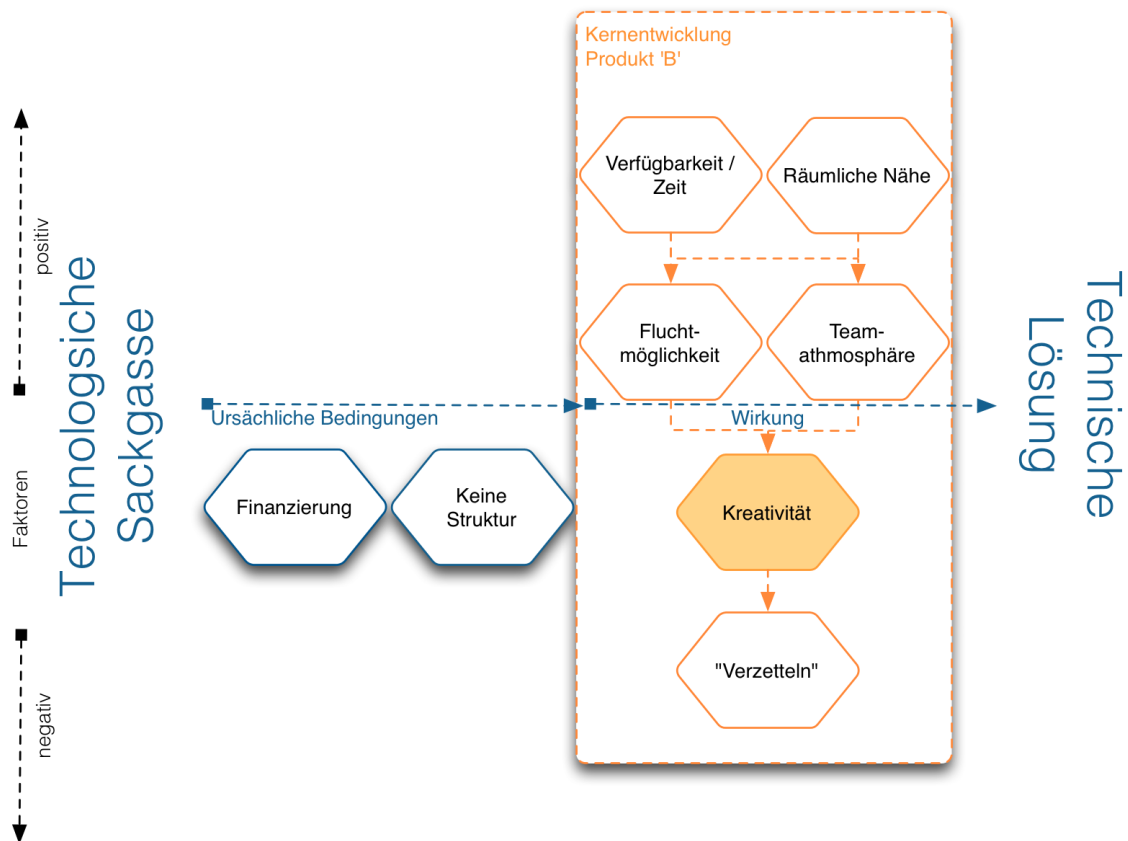 Kernentwicklung
Produkt 'B'
Verfügbarkeit /
Zeit
Räumliche Nähe
positiv
Technologsiche
Sackgasse
Flucht-
möglichkeit
Team-
athmosphäre
Technische
Lösung
Ursächliche Bedingungen
Wirkung
Faktoren
Finanzierung
Keine
Struktur
Kreativität
"Verzetteln"
negativ